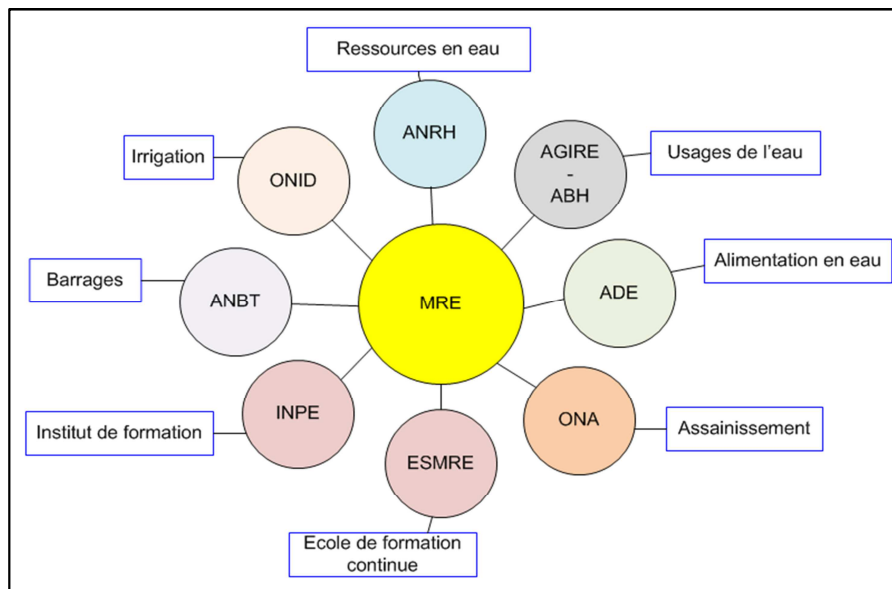 Ressources en eau
ANRH
AGIRE
-
ABH
Usages de l'eau
Irrigation
ONID
Alimentation en eau
ADE
Barrages
ANBT
MRE
INPE
Institut de formation
ONA
Assainissement
ESMRE
Ecole de formation
continue